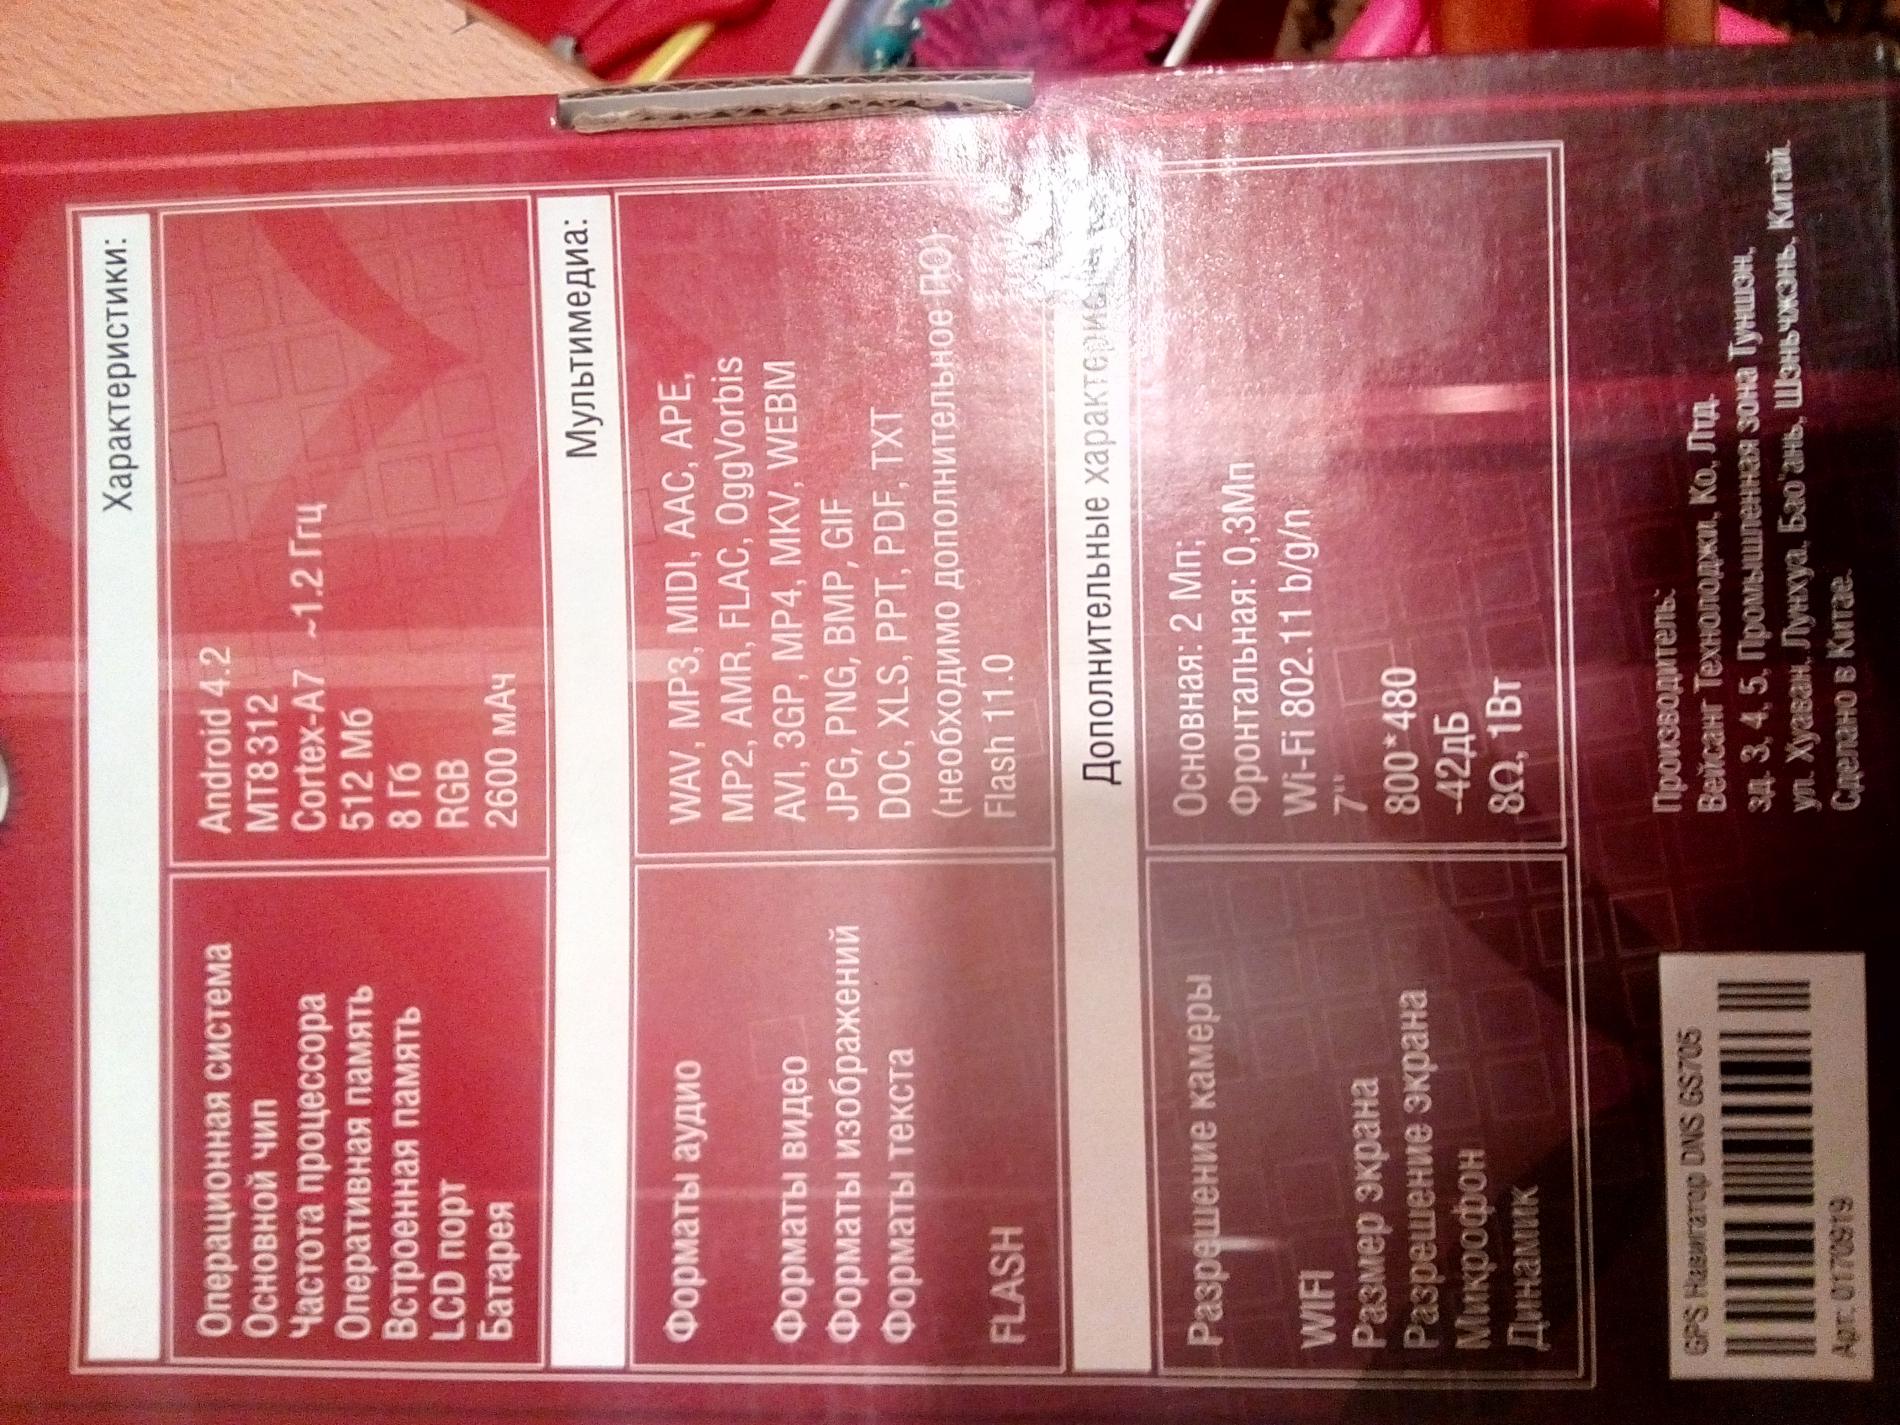 Характеристики:
Операционная система Android 4.2
Основной чип MT8312
Частота процессора Cortex-A7 ~1.2 Ггц
Оперативная память 512 Мб
Встроенная память 8 Гб
LCD порт RGB
Батарея 2600 мАч
Мультимедиа:
Форматы аудио WAV, MP3, MIDI, AAC, APE,
MP2, AMR, FLAC, OggVorbis
Форматы видео AVI, 3GP, MP4, MKV, WEBM
Форматы изображений JPG, PNG, BMP, GIF
Форматы текста DOC, XLS, PPT, PDF, TXT
(необходимо дополнительное ПО)
FLASH Flash 11.0
Дополнительные характеристики:
Разрешение камеры Основная: 2 Мп;
Фронтальная: 0,3Мп
WIFI Wi-Fi 802.11 b/g/n
Размер экрана 7"
Разрешение экрана 800*480
Микрофон -42дБ
Динамик 8Ω, 1Вт
GPS Навигатор DNS GS705
Арт: 0170919
Производитель:
Вейсанг Технолоджи, Ко, Лтд.
зд. 3, 4, 5, Промышленная зона Туншэн,
ул. Хуаван. Лунхуа, Бао`ань, Шэньчжэнь, Китай.
Сделано в Китае.